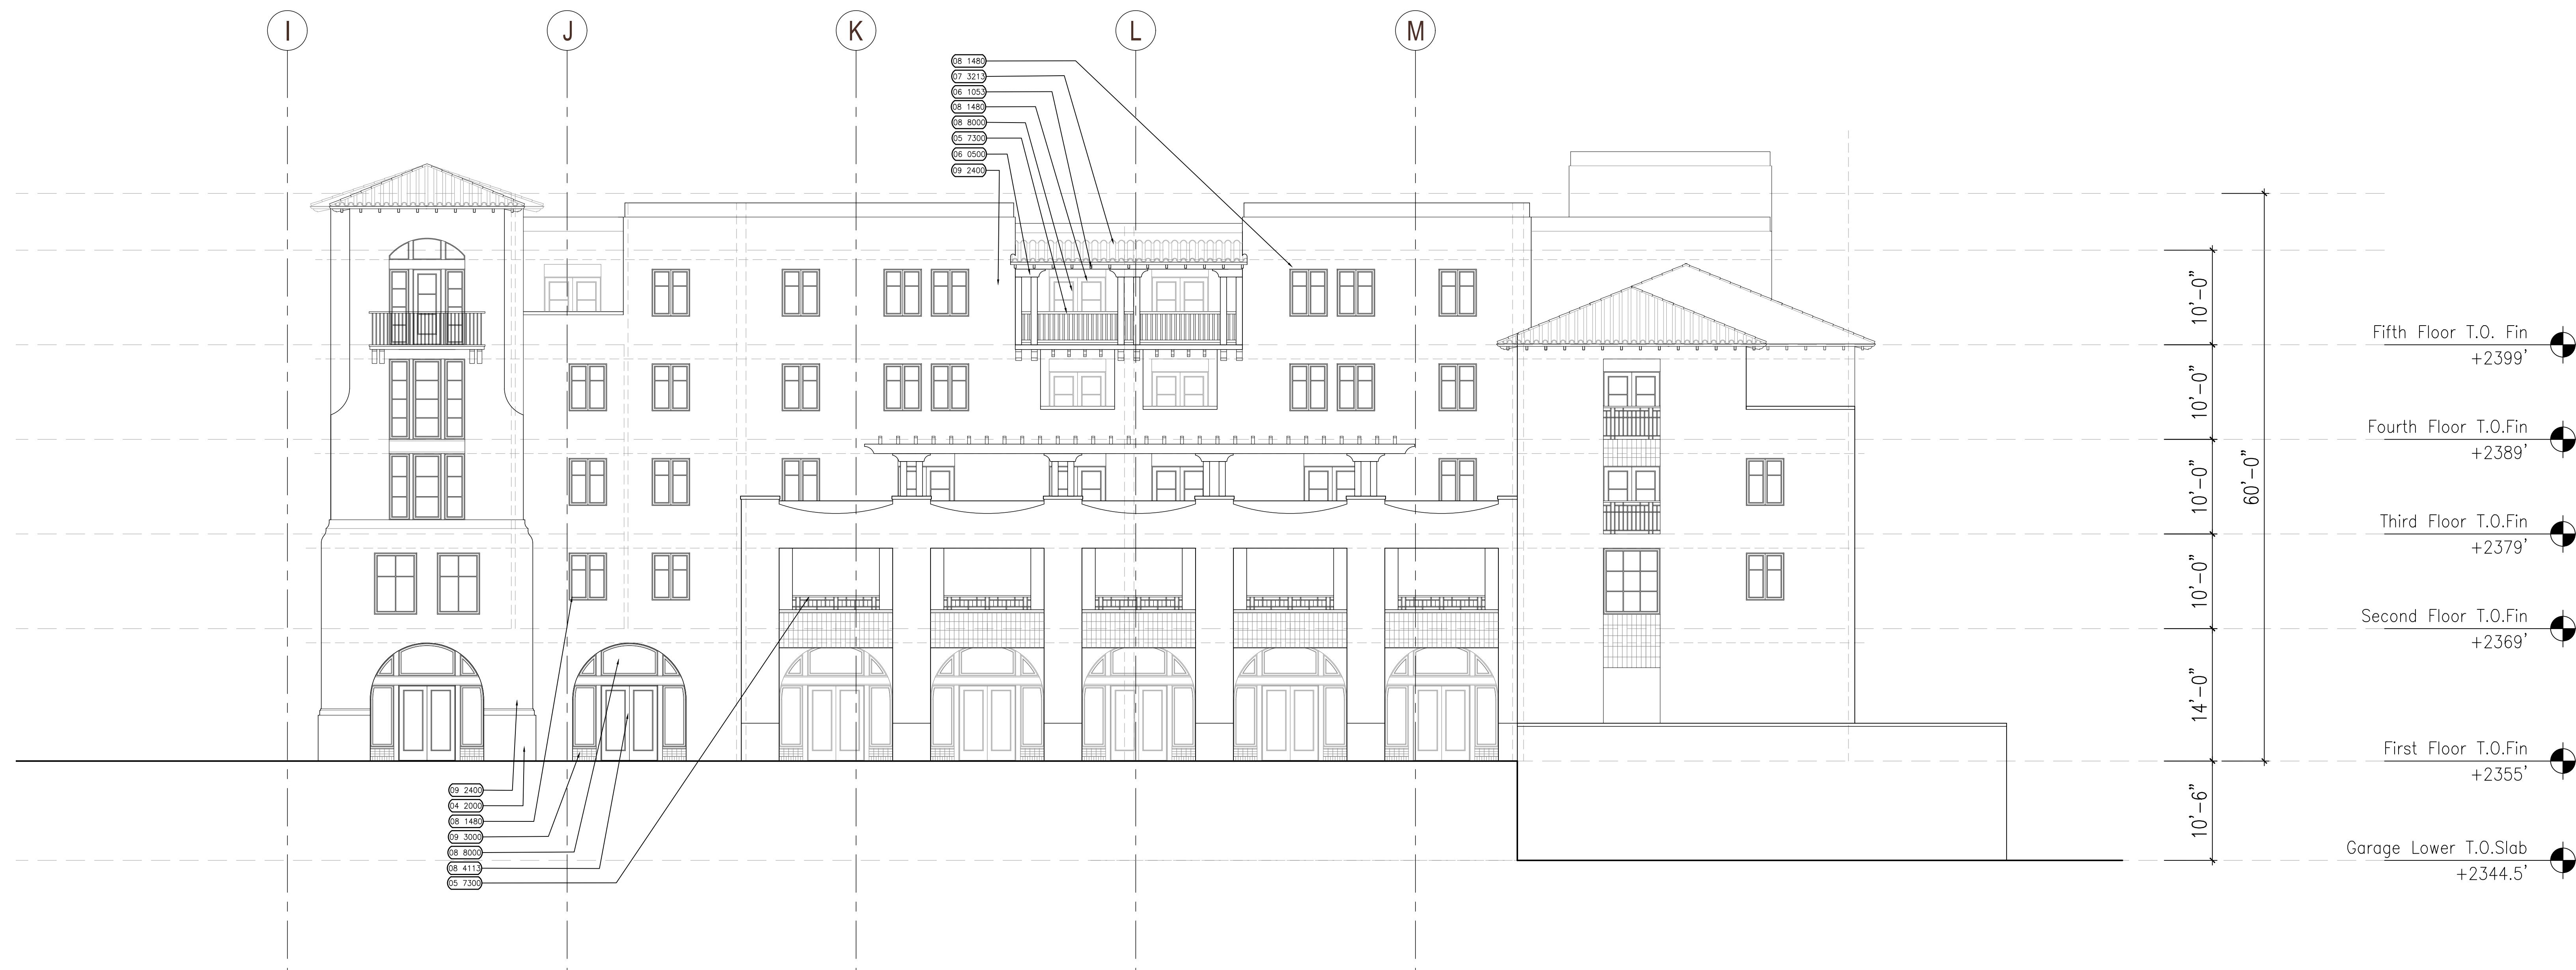 I
J
K
L
M
08 1480
07 3213
06 1053
08 1480
08 8000
05 7300
06 0500
09 2400
10'-0"
10'-0"
10'-0"
10'-0"
14'-0"
10'-6"
60'-0"
Fifth Floor T.O. Fin
+2399'
Fourth Floor T.O.Fin
+2389'
Third Floor T.O.Fin
+2379'
Second Floor T.O.Fin
+2369'
First Floor T.O.Fin
+2355'
Garage Lower T.O.Slab
+2344.5'
09 2400
04 2000
08 1480
09 3000
08 8000
08 4113
05 7300